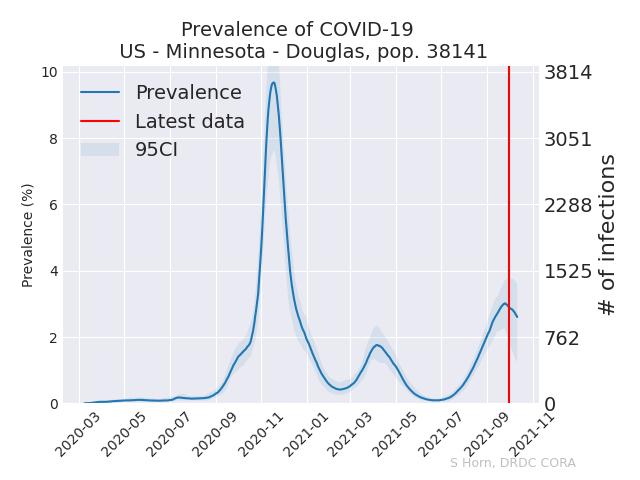 Prevalence of COVID-19
US - Minnesota - Douglas, pop. 38141
Prevalence
Latest data
95CI
Prevalence (%)
10
8
6
4
2
0
3814
3051
2288
1525
762
0
# of infections
2020-03
2020-05
2020-07
2020-09
2020-11
2021-01
2021-03
2021-05
2021-07
2021-09
2021-11
S Horn, DRDC CORA